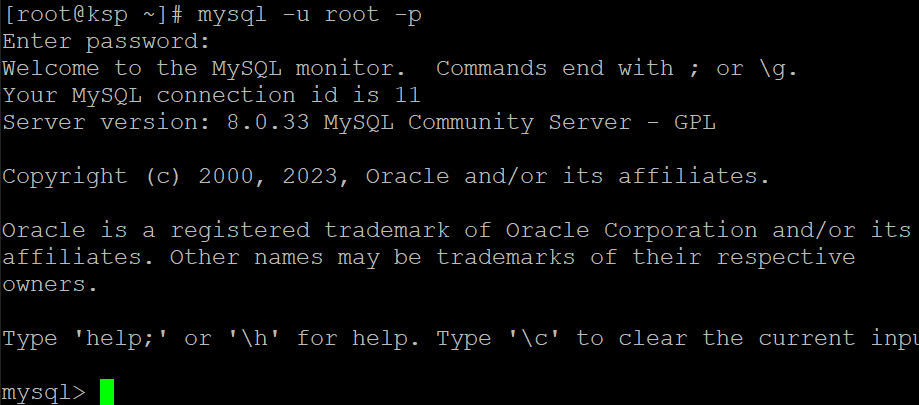 [root@ksp ~]# mysql -u root -p
Enter password:
Welcome to the MySQL monitor.  Commands end with ; or \g.
Your MySQL connection id is 11
Server version: 8.0.33 MySQL Community Server - GPL

Copyright (c) 2000, 2023, Oracle and/or its affiliates.

Oracle is a registered trademark of Oracle Corporation and/or its
affiliates. Other names may be trademarks of their respective
owners.

Type 'help;' or '\h' for help. Type '\c' to clear the current inpu

mysql>